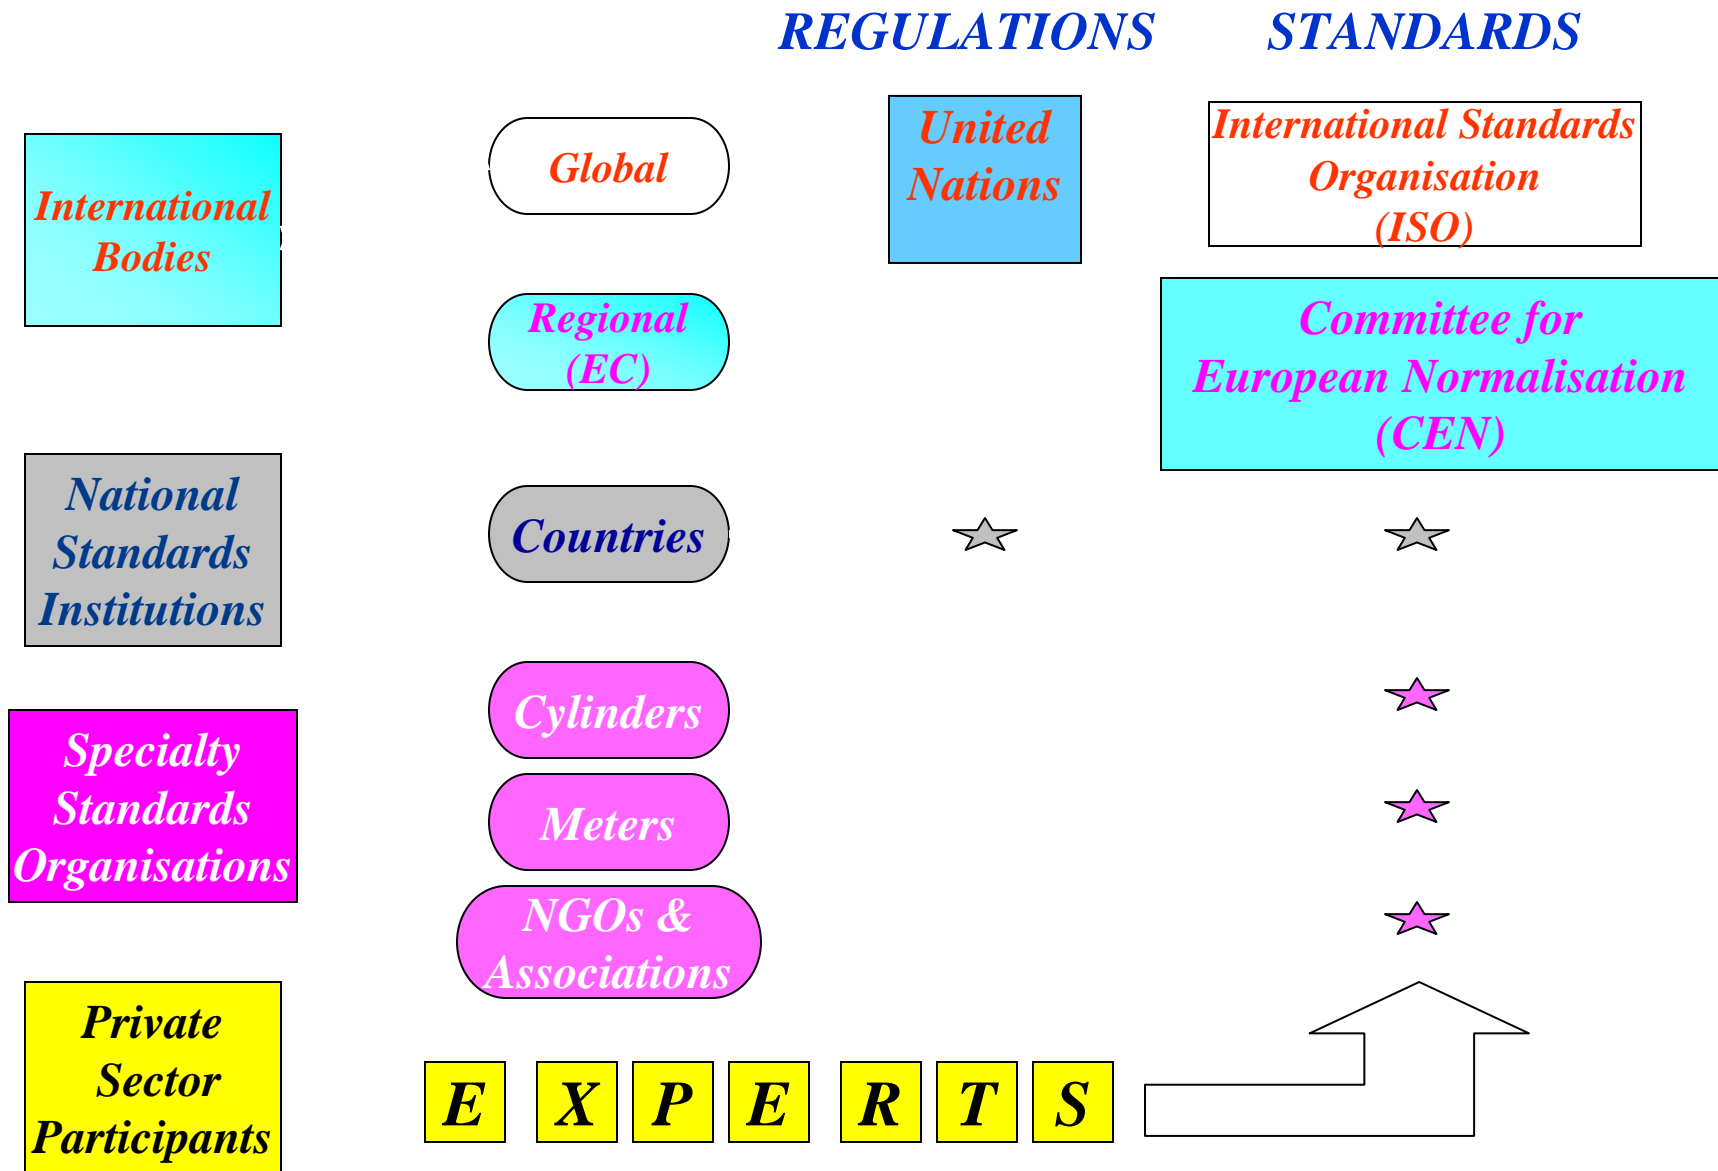 REGULATIONS
STANDARDS
International
Bodies
Global
United
Nations
International Standards
Organisation
(ISO)
Regional
(EC)
Committee for
European Normalisation
(CEN)
National
Standards
Institutions
Countries
Specialty
Standards
Organisations
Cylinders
Meters
NGOs &
Associations
Private
Sector
Participants
E X P E R T S